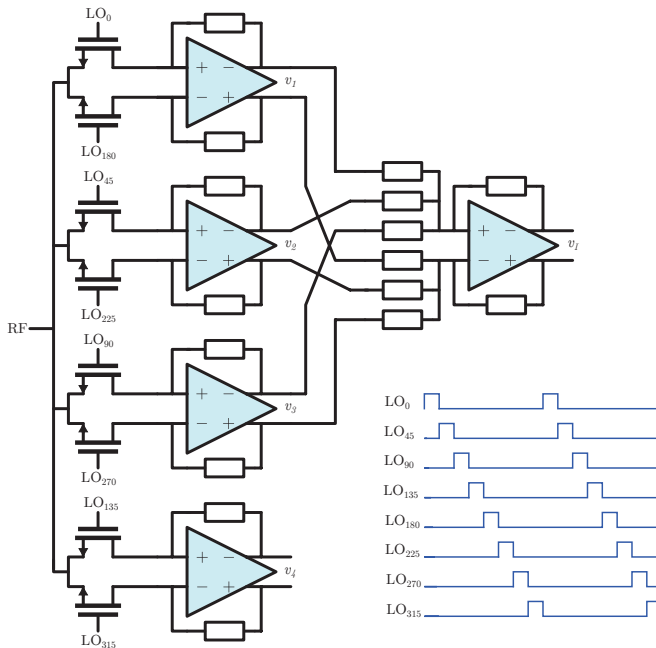 LO₀
+ −
− +
v₁
LO₁₈₀
LO₄₅
+ −
− +
v₂
LO₂₂₅
RF
LO₉₀
+ −
− +
v₃
LO₂₇₀
LO₁₃₅
+ −
− +
v₄
LO₃₁₅
+ −
− +
v_I
LO₀
LO₄₅
LO₉₀
LO₁₃₅
LO₁₈₀
LO₂₂₅
LO₂₇₀
LO₃₁₅